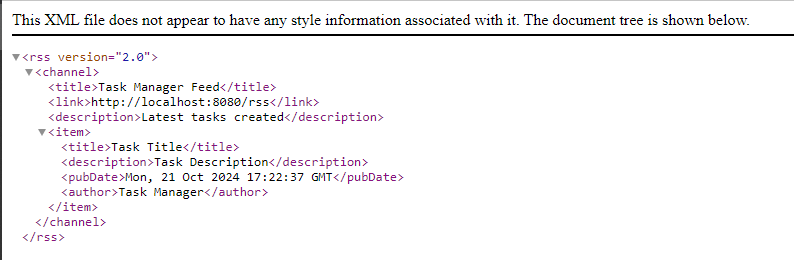 This XML file does not appear to have any style information associated with it. The document tree is shown below.
▼<rss version="2.0">
▼<channel>
<title>Task Manager Feed</title>
<link>http://localhost:8080/rss</link>
<description>Latest tasks created</description>
▼<item>
<title>Task Title</title>
<description>Task Description</description>
<pubDate>Mon, 21 Oct 2024 17:22:37 GMT</pubDate>
<author>Task Manager</author>
</item>
</channel>
</rss>